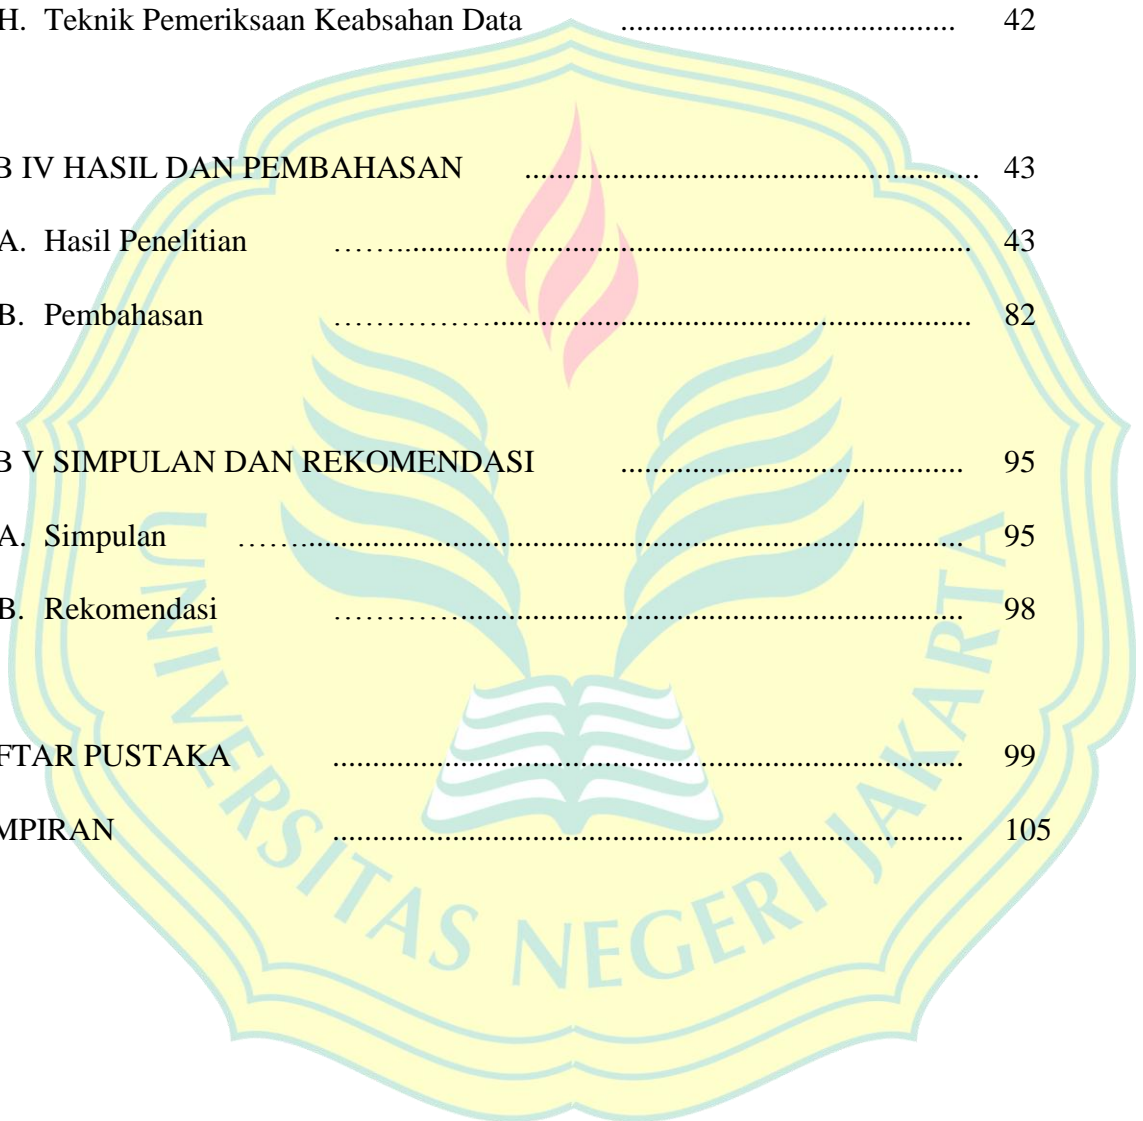 H. Teknik Pemeriksaan Keabsahan Data ..................................... 42
B IV HASIL DAN PEMBAHASAN ........................................................ 43
A. Hasil Penelitian ……........................................................................ 43
B. Pembahasan ……………............................................................ 82
B V SIMPULAN DAN REKOMENDASI .......................................... 95
A. Simpulan ……................................................................................. 95
B. Rekomendasi …………............................................................... 98
FTAR PUSTAKA .............................................................................. 99
MPIRAN .............................................................................. 105
UNIVERSITAS NEGERI JAKARTA